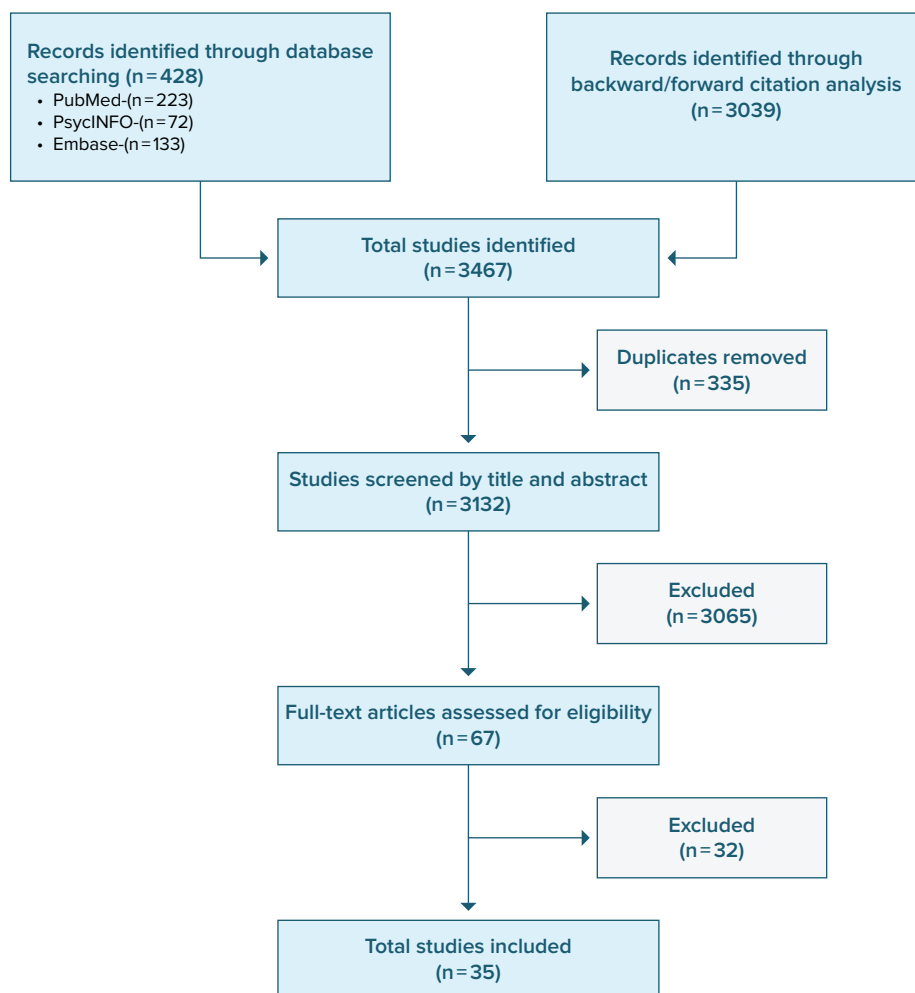 Records identified through database
searching (n=428)
• PubMed-(n=223)
• PsycINFO-(n=72)
• Embase-(n=133)
Records identified through
backward/forward citation analysis
(n=3039)
Total studies identified
(n=3467)
Duplicates removed
(n=335)
Studies screened by title and abstract
(n=3132)
Excluded
(n=3065)
Full-text articles assessed for eligibility
(n=67)
Excluded
(n=32)
Total studies included
(n=35)